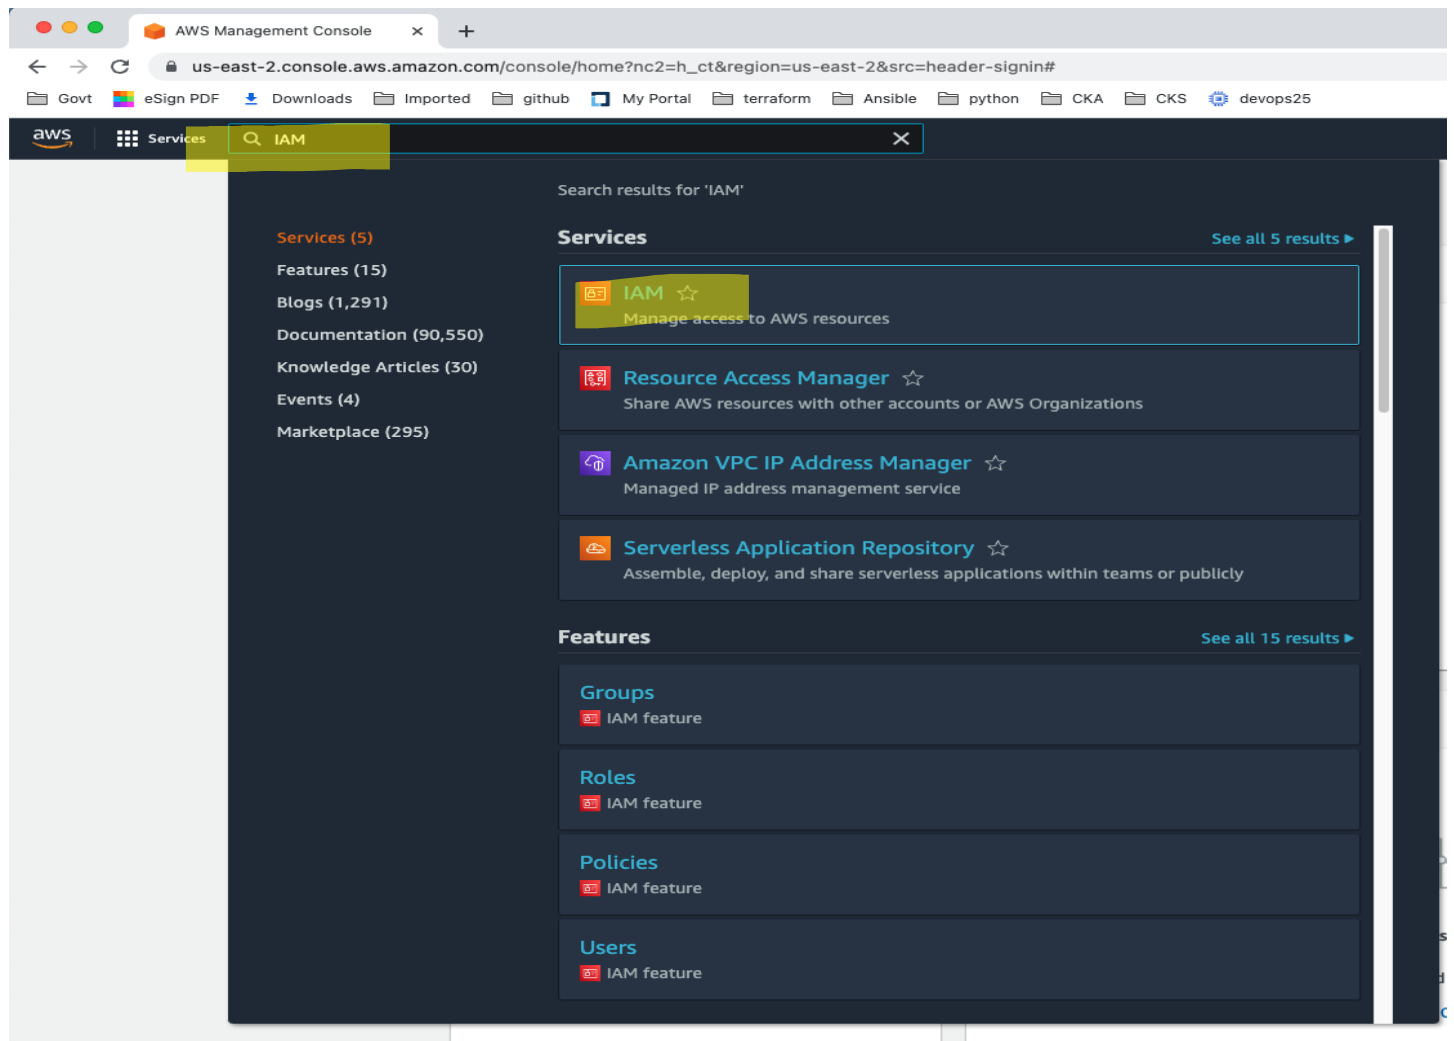 AWS Management Console
us-east-2.console.aws.amazon.com/console/home?nc2=h_ct&region=us-east-2&src=header-signin#
Govt eSign PDF Downloads Imported github My Portal terraform Ansible python CKA CKS devops25
aws Services IAM
Search results for 'IAM'
Services (5)
Features (15)
Blogs (1,291)
Documentation (90,550)
Knowledge Articles (30)
Events (4)
Marketplace (295)
Services See all 5 results
IAM
Manage access to AWS resources
Resource Access Manager
Share AWS resources with other accounts or AWS Organizations
Amazon VPC IP Address Manager
Managed IP address management service
Serverless Application Repository
Assemble, deploy, and share serverless applications within teams or publicly
Features See all 15 results
Groups
IAM feature
Roles
IAM feature
Policies
IAM feature
Users
IAM feature